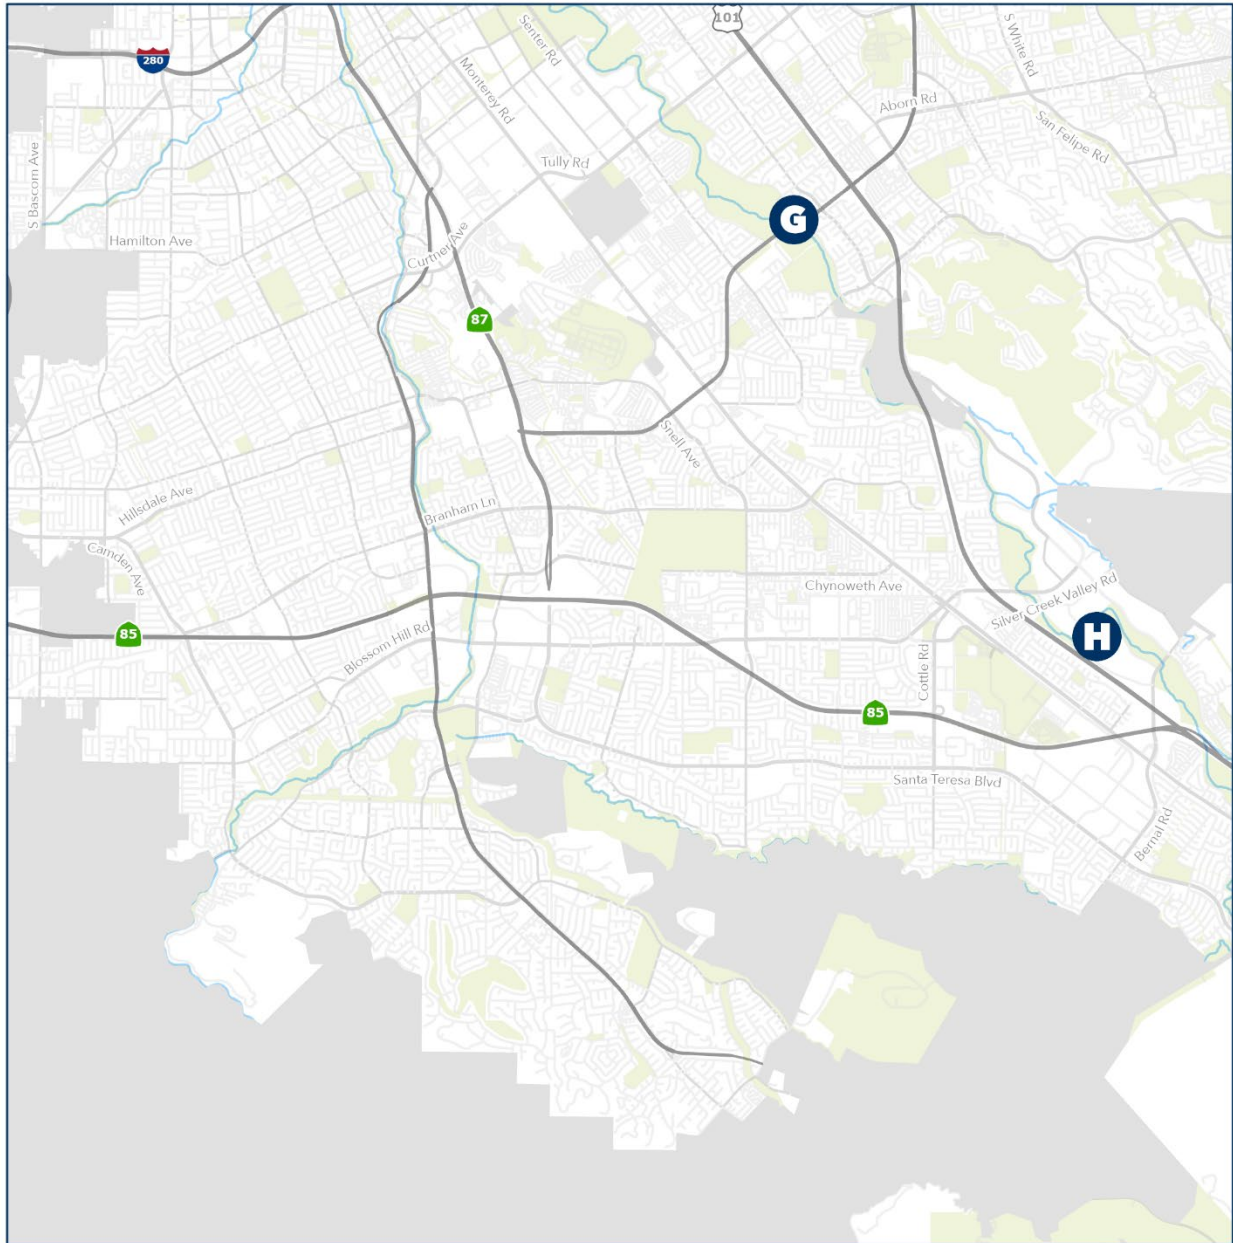 101
Senter Rd
S White Rd
280
Monterey Rd
Aborn Rd
San Felipe Rd
S Bascom Ave
Tully Rd
G
Hamilton Ave
Curtner Ave
87
Snell Ave
Hillsdale Ave
Branham Ln
Camden Ave
Chynoweth Ave
Silver Creek Valley Rd
85
Blossom Hill Rd
H
Cottle Rd
85
Santa Teresa Blvd
Bernal Rd